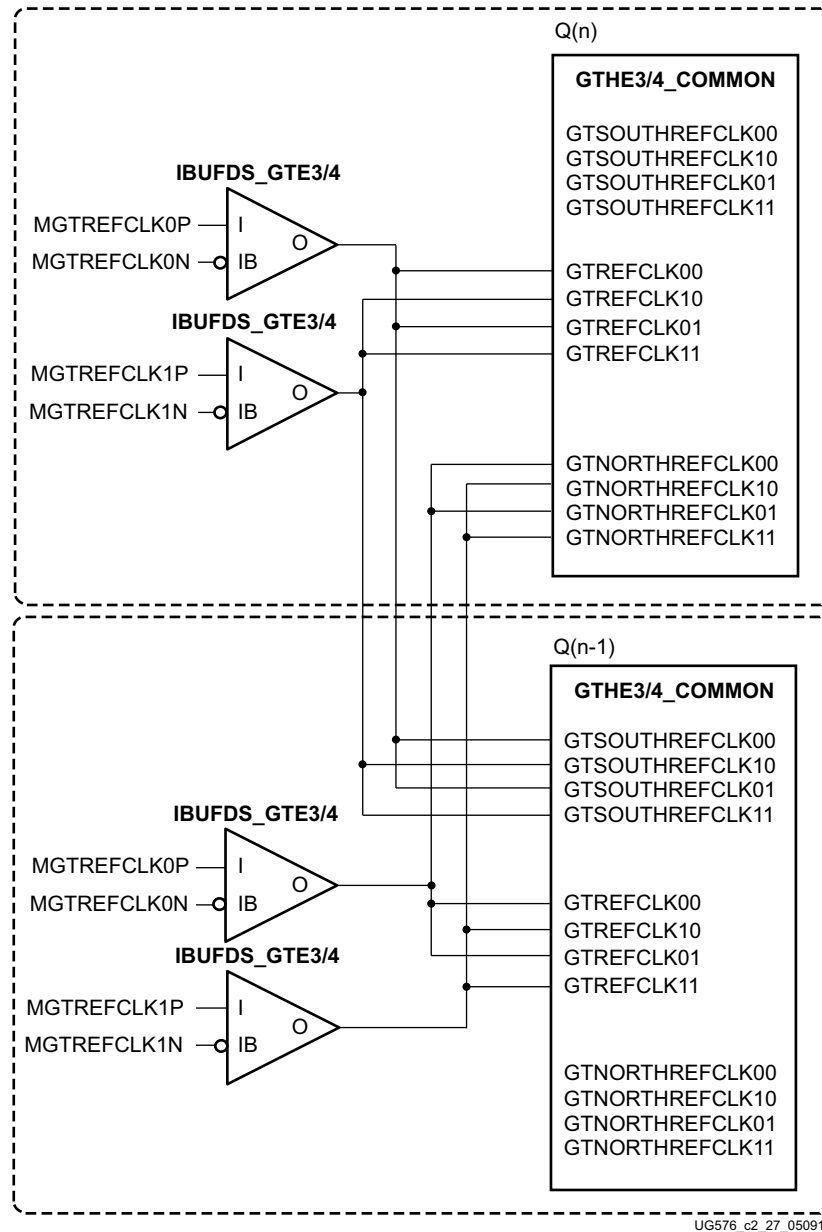 Q(n)
GTHE3/4_COMMON
GTSOUTHREFCLK00
GTSOUTHREFCLK10
GTSOUTHREFCLK01
GTSOUTHREFCLK11
IBUFDS_GTE3/4
MGTREFCLK0P
I
O
MGTREFCLK0N
IB
GTREFCLK00
GTREFCLK10
IBUFDS_GTE3/4
GTREFCLK01
GTREFCLK11
MGTREFCLK1P
I
O
MGTREFCLK1N
IB
GTNORTHREFCLK00
GTNORTHREFCLK10
GTNORTHREFCLK01
GTNORTHREFCLK11
Q(n-1)
GTHE3/4_COMMON
GTSOUTHREFCLK00
GTSOUTHREFCLK10
GTSOUTHREFCLK01
GTSOUTHREFCLK11
IBUFDS_GTE3/4
MGTREFCLK0P
I
O
MGTREFCLK0N
IB
GTREFCLK00
GTREFCLK10
IBUFDS_GTE3/4
GTREFCLK01
GTREFCLK11
MGTREFCLK1P
I
O
MGTREFCLK1N
IB
GTNORTHREFCLK00
GTNORTHREFCLK10
GTNORTHREFCLK01
GTNORTHREFCLK11
UG576_c2_27_05091